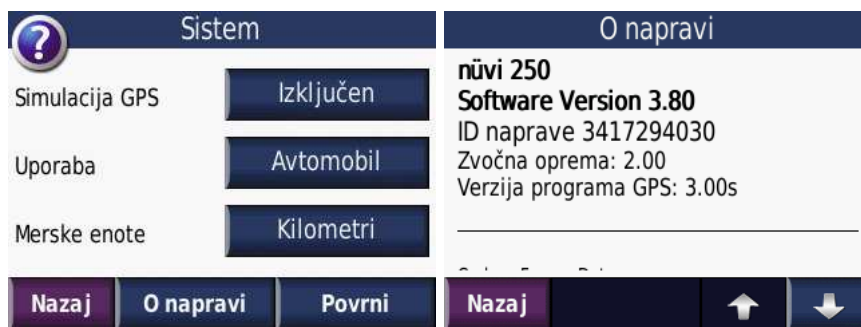 Sistem
Simulacija GPS
Izključen
Uporaba
Avtomobil
Merske enote
Kilometri
Nazaj
O napravi
Povrni
O napravi
nüvi 250
Software Version 3.80
ID naprave 3417294030
Zvočna oprema: 2.00
Verzija programa GPS: 3.00s
Nazaj